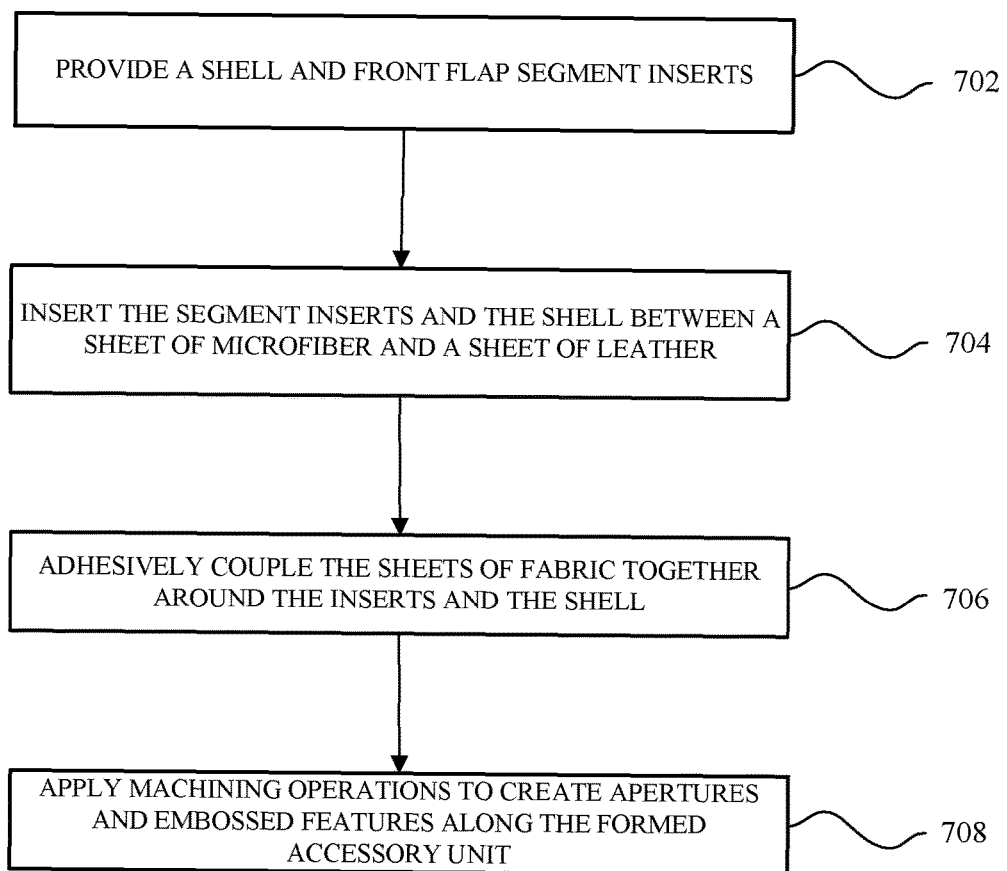 PROVIDE A SHELL AND FRONT FLAP SEGMENT INSERTS
702
INSERT THE SEGMENT INSERTS AND THE SHELL BETWEEN A
SHEET OF MICROFIBER AND A SHEET OF LEATHER
704
ADHESIVELY COUPLE THE SHEETS OF FABRIC TOGETHER
AROUND THE INSERTS AND THE SHELL
706
APPLY MACHINING OPERATIONS TO CREATE APERTURES
AND EMBOSSED FEATURES ALONG THE FORMED
ACCESSORY UNIT
708